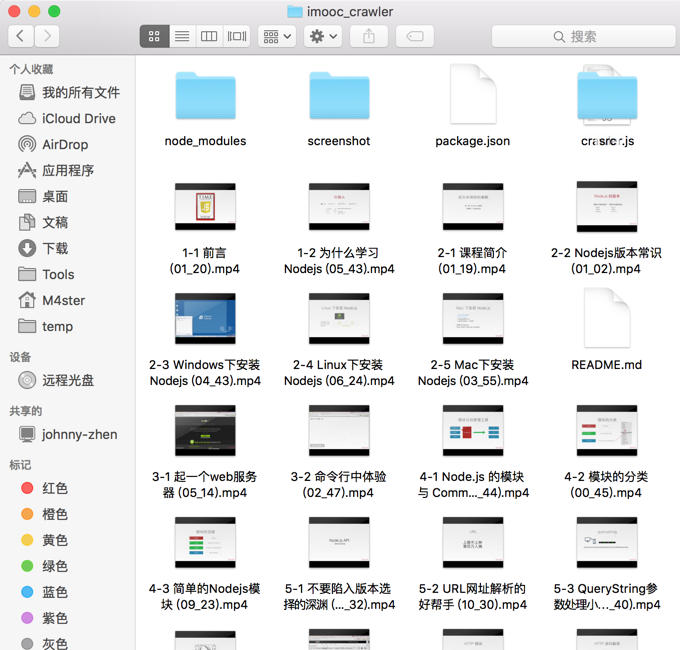 imooc_crawler
搜索
个人收藏
我的所有文件
iCloud Drive
AirDrop
应用程序
桌面
文稿
下载
Tools
M4ster
temp
设备
远程光盘
共享的
johnny-zhen
标记
红色
橙色
黄色
绿色
蓝色
紫色
灰色
node_modules
screenshot
package.json
1-1 前言
(01_20).mp4
1-2 为什么学习
Nodejs (05_43).mp4
2-1 课程简介
(01_19).mp4
2-2 Nodejs版本常识
(01_02).mp4
2-3 Windows下安装
Nodejs (04_43).mp4
2-4 Linux下安装
Nodejs (06_24).mp4
2-5 Mac下安装
Nodejs (03_55).mp4
README.md
3-1 起一个web服务
器 (05_14).mp4
3-2 命令行中体验
(02_47).mp4
4-1 Node.js 的模块
与 Comm..._44).mp4
4-2 模块的分类
(00_45).mp4
4-3 简单的Nodejs模
块 (09_23).mp4
5-1 不要陷入版本选
择的深渊 (..._32).mp4
5-2 URL网址解析的
好帮手 (10_30).mp4
5-3 QueryString参
数处理小..._40).mp4